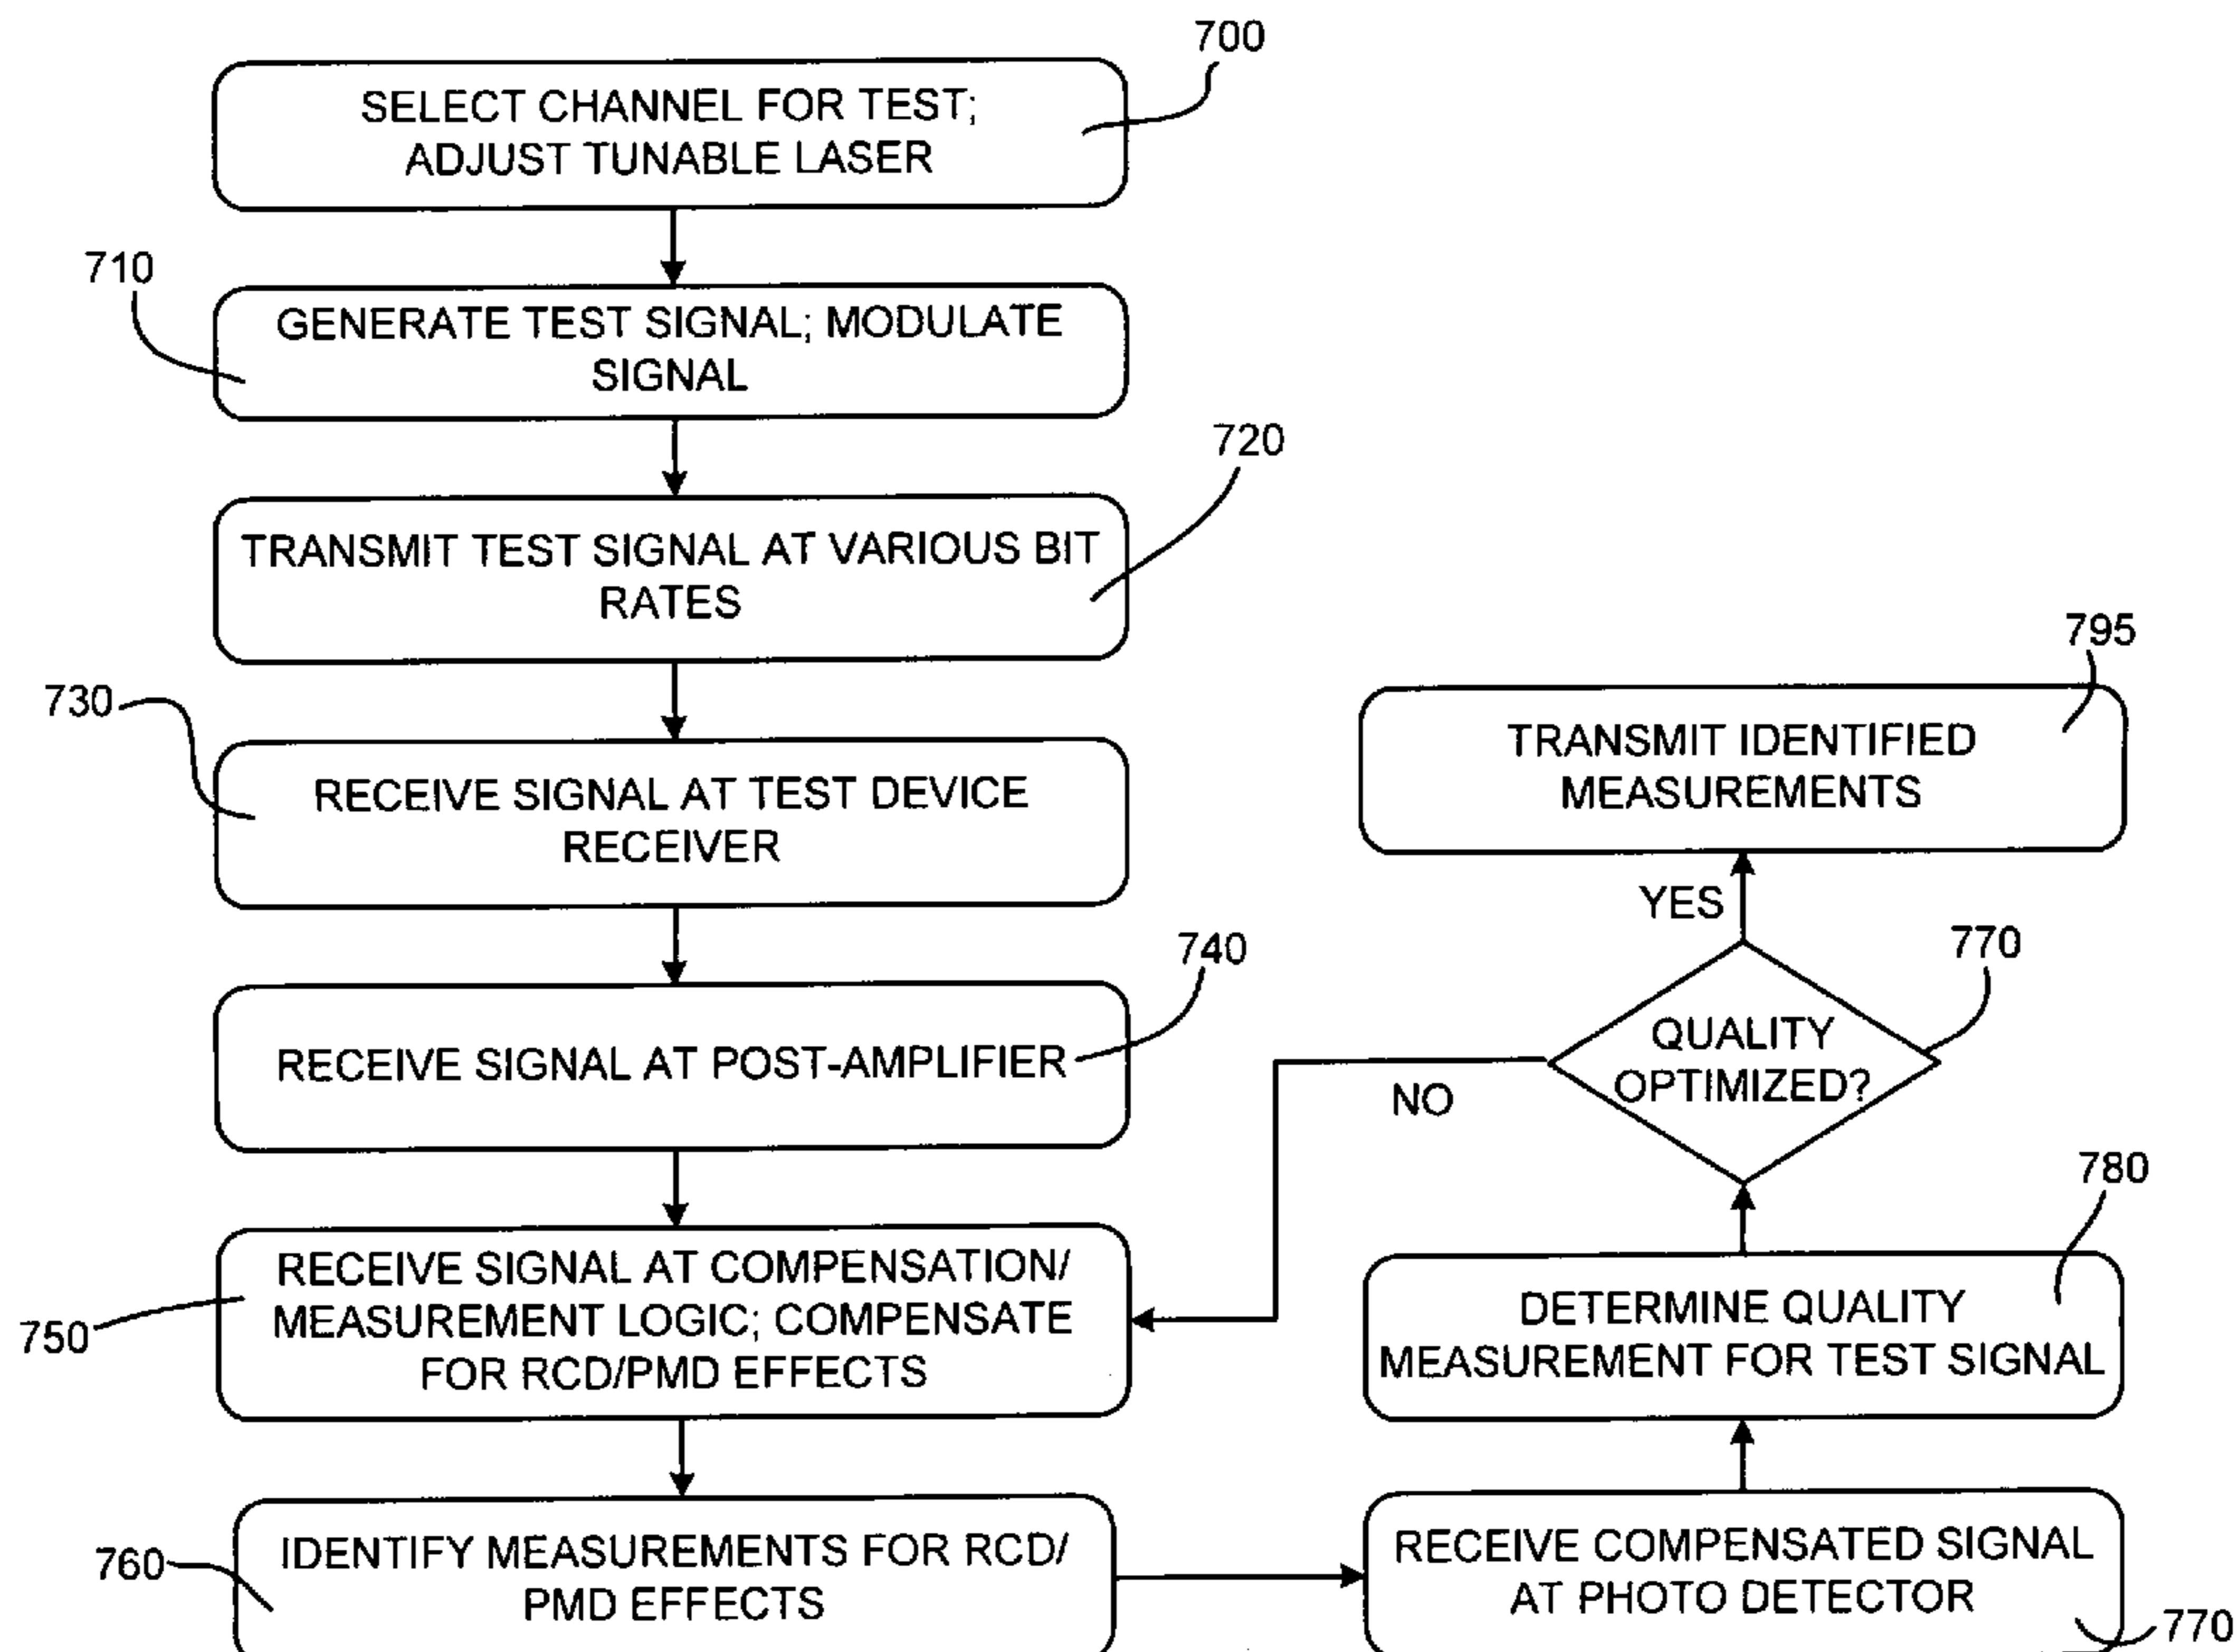 700
SELECT CHANNEL FOR TEST;
ADJUST TUNABLE LASER
710
GENERATE TEST SIGNAL; MODULATE
SIGNAL
720
TRANSMIT TEST SIGNAL AT VARIOUS BIT
RATES
730
RECEIVE SIGNAL AT TEST DEVICE
RECEIVER
740
RECEIVE SIGNAL AT POST-AMPLIFIER
750
RECEIVE SIGNAL AT COMPENSATION/
MEASUREMENT LOGIC; COMPENSATE
FOR RCD/PMD EFFECTS
760
IDENTIFY MEASUREMENTS FOR RCD/
PMD EFFECTS
RECEIVE COMPENSATED SIGNAL
AT PHOTO DETECTOR
770
780
DETERMINE QUALITY
MEASUREMENT FOR TEST SIGNAL
770
QUALITY
OPTIMIZED?
NO
YES
795
TRANSMIT IDENTIFIED
MEASUREMENTS